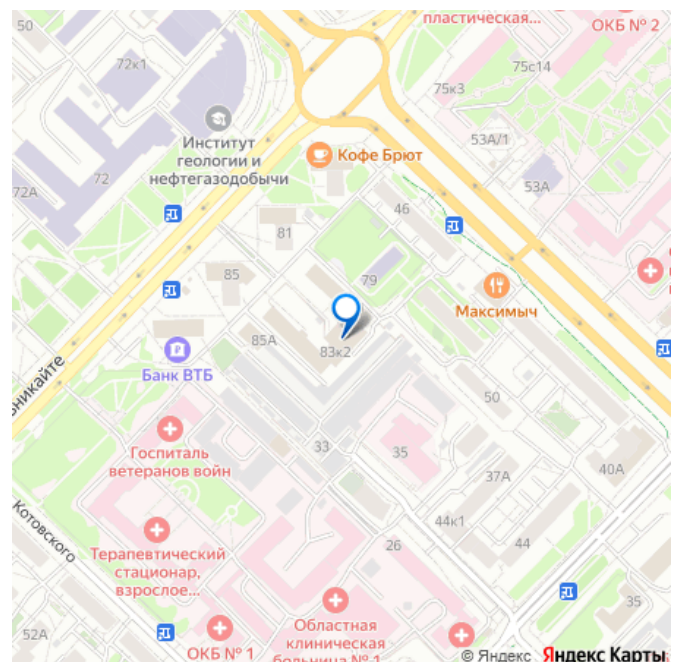 50
пластическая...
ОКБ № 2
72к1
75с14
75к3
Институт
геологии и
нефтегазодобычи
53А/1
Кофе Брют
72
72А
53А
46
81
85
79
Максимыч
85А
83к2
Банк ВТБ
ьникайте
50
33
35
Госпиталь
ветеранов войн
37А
40А
Котовского
44к1
44
26
Терапевтический
стационар,
взрослое...
35
Областная
клиническая
больница № 1
52А
ОКБ № 1
© Яндекс Яндекс Карты